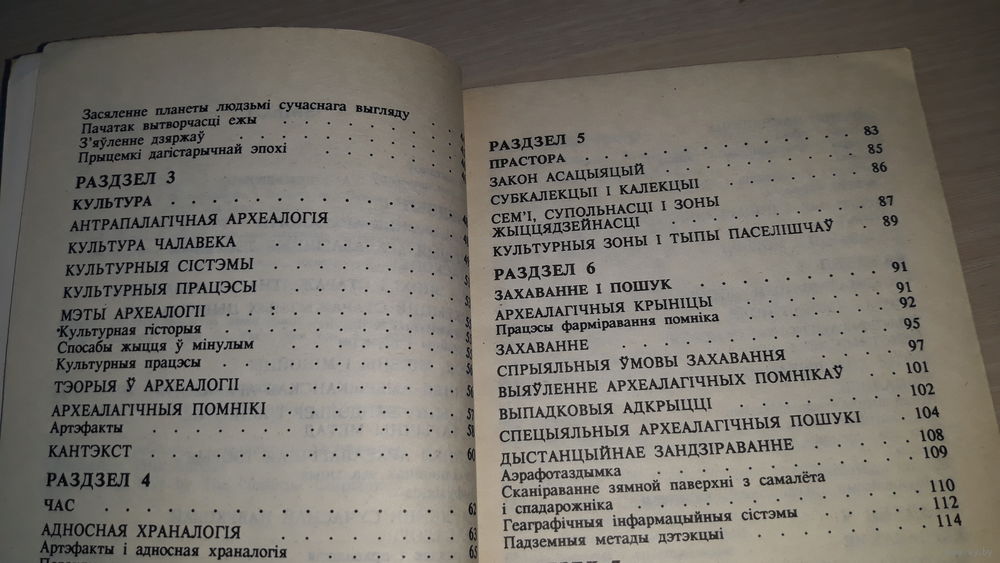 Засяленне планеты людзьмі сучаснага выгляду
Пачатак вытворчасці ежы
З'яўленне дзяржаў
Прыцемкі дагістарычнай эпохі
РАЗДЗЕЛ 3
КУЛЬТУРА
АНТРАПАЛАГІЧНАЯ АРХЕАЛОГІЯ
КУЛЬТУРА ЧАЛАВЕКА
КУЛЬТУРНЫЯ СІСТЭМЫ
КУЛЬТУРНЫЯ ПРАЦЭСЫ
МЭТЫ АРХЕАЛОГІІ
Культурная гісторыя
Спосабы жыцця ў мінулым
Культурныя працэсы
ТЭОРЫЯ Ў АРХЕАЛОГІІ
АРХЕАЛАГІЧНЫЯ ПОМНІКІ
Артэфакты
КАНТЭКСТ 60
РАЗДЗЕЛ 4
ЧАС 62
АДНОСНАЯ ХРАНАЛОГІЯ 63
Артэфакты і адносная храналогія 65
РАЗДЗЕЛ 5
ПРАСТОРА 83
ЗАКОН АСАЦЫЯЦЫЙ 85
СУБКАЛЕКЦЫІ І КАЛЕКЦЫІ 86
СЕМ'І, СУПОЛЬНАСЦІ І ЗОНЫ
ЖЫЦЦЯДЗЕЙНАСЦІ 87
КУЛЬТУРНЫЯ ЗОНЫ І ТЫПЫ ПАСЕЛІШЧАЎ 89
РАЗДЗЕЛ 6
ЗАХАВАННЕ І ПОШУК 91
АРХЕАЛАГІЧНЫЯ КРЫНІЦЫ 91
Працэсы фарміравання помніка 92
ЗАХАВАННЕ 95
СПРЫЯЛЬНЫЯ ЎМОВЫ ЗАХАВАННЯ 97
ВЫЯЎЛЕННЕ АРХЕАЛАГІЧНЫХ ПОМНІКАЎ 101
ВЫПАДКОВЫЯ АДКРЫЦЦІ 102
СПЕЦЫЯЛЬНЫЯ АРХЕАЛАГІЧНЫЯ ПОШУКІ 104
ДЫСТАНЦЫЙНАЕ ЗАНДЗІРАВАННЕ 108
Аэрафотаздымка 109
Сканіраванне зямной паверхні з самалёта
і спадарожніка 110
Геаграфічныя інфармацыйныя сістэмы 112
Падземныя метады дэтэкцыі 114